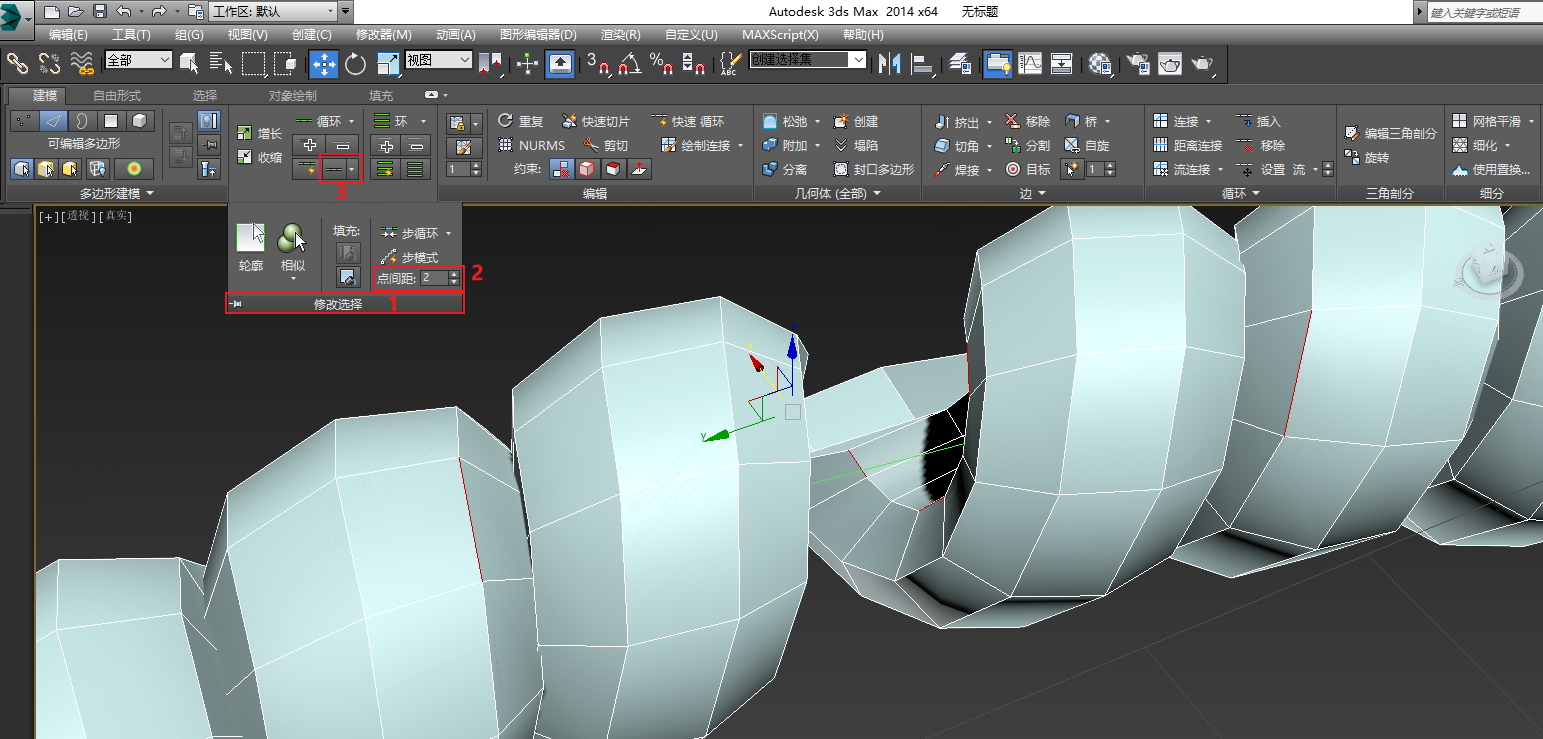 工作区: 默认
Autodesk 3ds Max 2014 x64 无标题
键入关键字或短语
编辑(E) 工具(T) 组(G) 视图(V) 创建(C) 修改器(M) 动画(A) 图形编辑器(D) 渲染(R) 自定义(U) MAXScript(X) 帮助(H)
全部 视图 3 % ABC 创建选择集
建模 自由形式 选择 对象绘制 填充
循环 环 重复 快速切片 快速 循环 松弛 创建 挤出 移除 桥 连接 插入 网格平滑
增长 编辑三角剖分
可编辑多边形 NURMS 剪切 绘制连接 附加 塌陷 切角 分割 自旋 距离连接 移除 细化
收缩 旋转
1 约束: 分离 封口多边形 焊接 目标 1 流连接 设置 流 使用置换...
3
多边形建模 编辑 几何体 (全部) 边 循环 三角剖分 细分
[+][透视][真实]
填充: 步循环
步模式
轮廓 相似
点间距: 2
2
修改选择
1
x
y